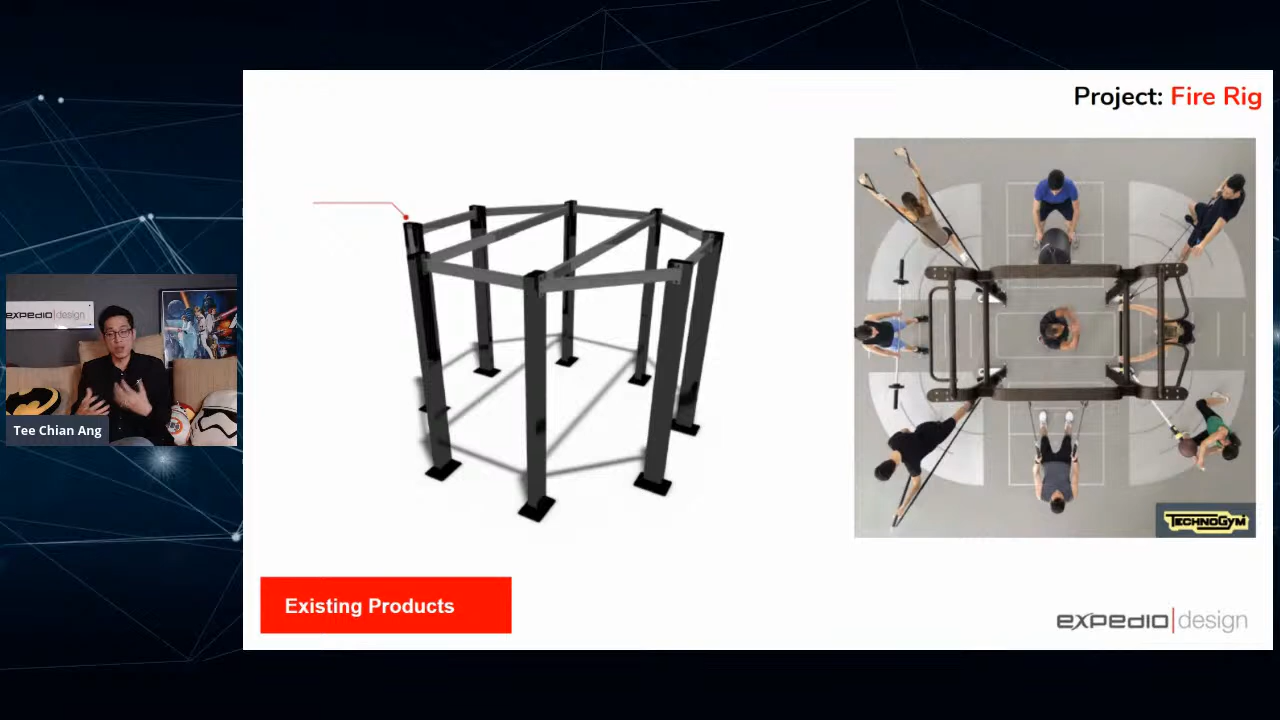 Project: Fire Rig
expedio|design
Tee Chian Ang
TECHNOGYM
Existing Products
expedio|design